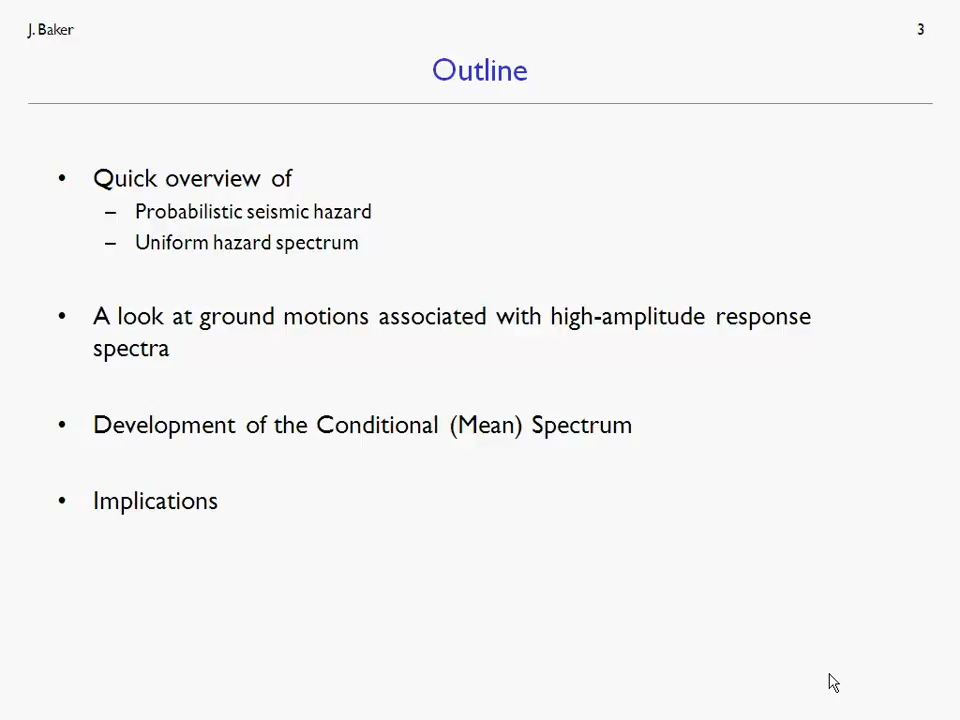 J. Baker
3
Outline
• Quick overview of
– Probabilistic seismic hazard
– Uniform hazard spectrum
• A look at ground motions associated with high-amplitude response
spectra
• Development of the Conditional (Mean) Spectrum
• Implications